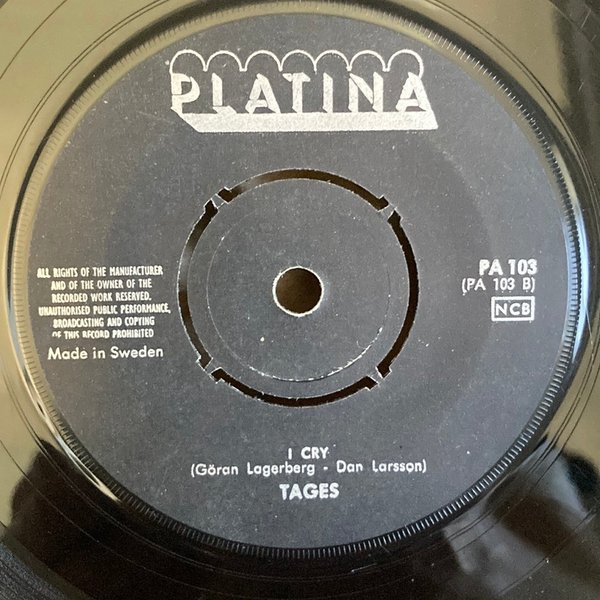 PLATINA
ALL RIGHTS OF THE MANUFACTURER
AND OF THE OWNER OF THE
RECORDED WORK RESERVED.
UNAUTHORISED PUBLIC PERFORMANCE,
BROADCASTING AND COPYING
OF THIS RECORD PROHIBITED
Made in Sweden
PA 103
(PA 103 B)
NCB
I CRY
(Göran Lagerberg - Dan Larsson)
TAGES